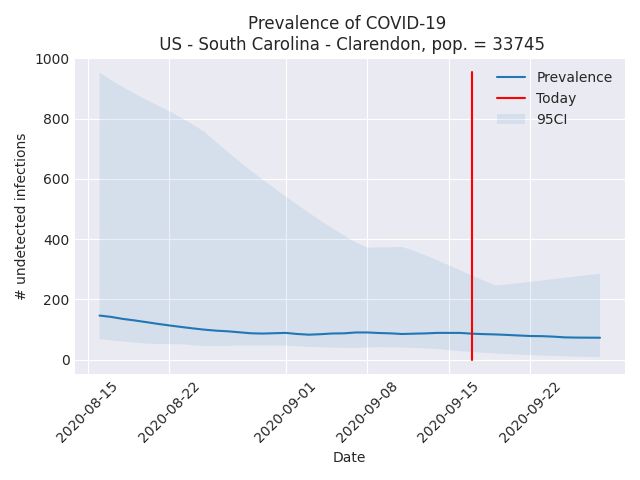 Prevalence of COVID-19
US - South Carolina - Clarendon, pop. = 33745
Prevalence
Today
95CI
1000
800
600
400
200
0
# undetected infections
2020-08-15
2020-08-22
2020-09-01
2020-09-08
2020-09-15
2020-09-22
Date